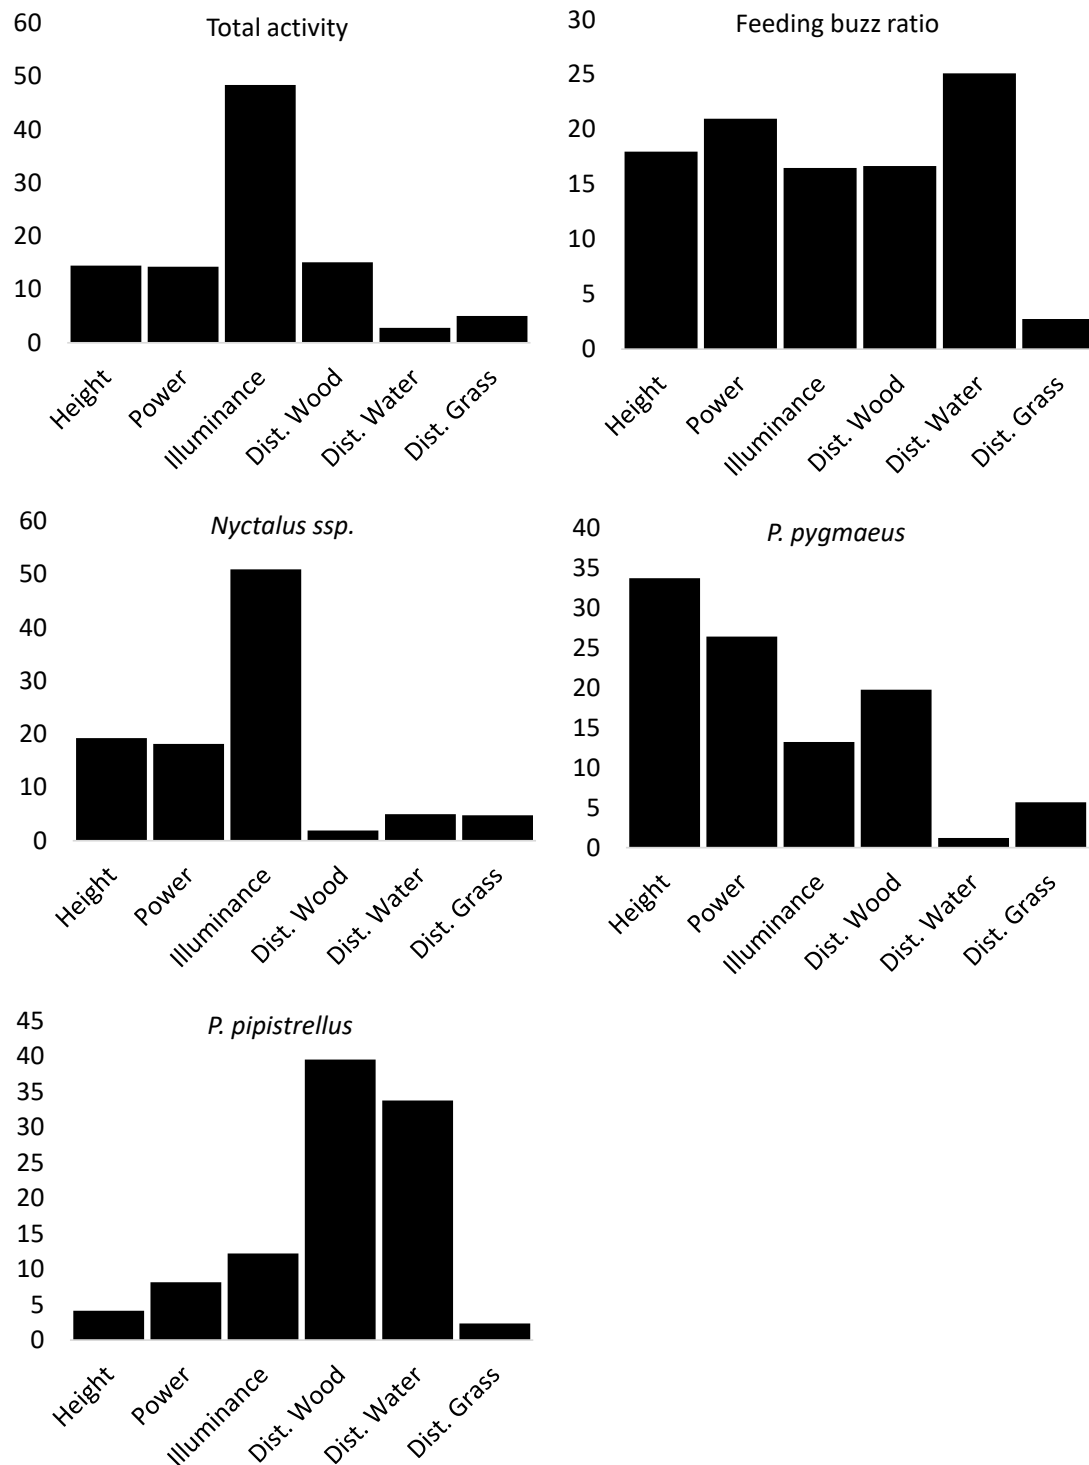 Total activity
60
50
40
30
20
10
0
Height
Power
Illuminance
Dist. Wood
Dist. Water
Dist. Grass
Feeding buzz ratio
30
25
20
15
10
5
0
Height
Power
Illuminance
Dist. Wood
Dist. Water
Dist. Grass
Nyctalus ssp.
60
50
40
30
20
10
0
Height
Power
Illuminance
Dist. Wood
Dist. Water
Dist. Grass
P. pygmaeus
40
35
30
25
20
15
10
5
0
Height
Power
Illuminance
Dist. Wood
Dist. Water
Dist. Grass
P. pipistrellus
45
40
35
30
25
20
15
10
5
0
Height
Power
Illuminance
Dist. Wood
Dist. Water
Dist. Grass